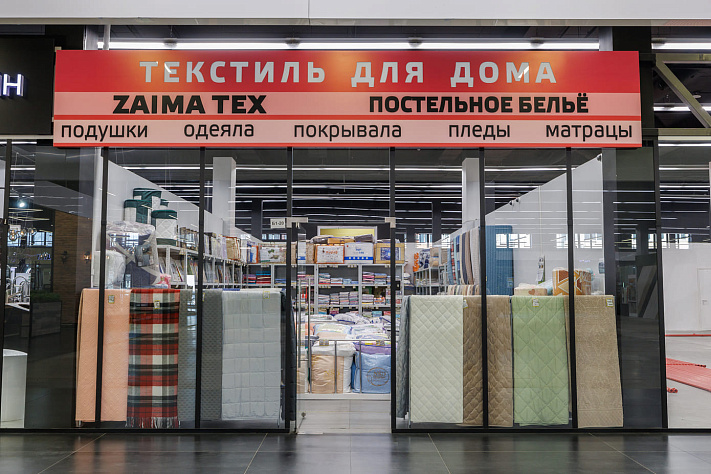 ТЕКСТИЛЬ ДЛЯ ДОМА
ZAIMA TEX ПОСТЕЛЬНОЕ БЕЛЬЁ
подушки одеяла покрывала пледы матрацы